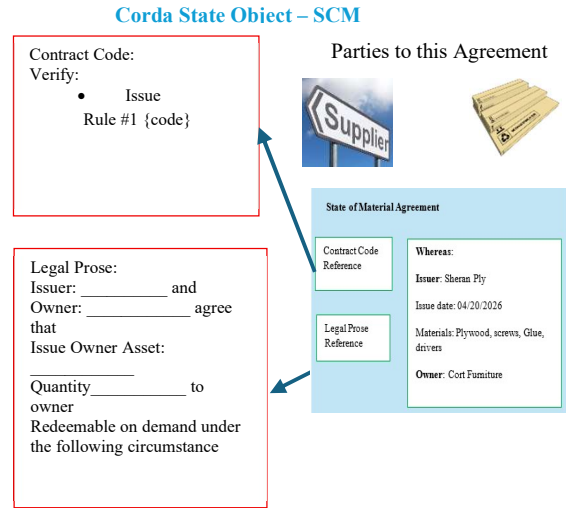 Corda State Object – SCM
Contract Code:
Verify:
• Issue
Rule #1 {code}
Parties to this Agreement
Supplier
State of Material Agreement
Contract Code
Reference
Legal Prose
Reference
Whereas:
Issuer: Sheran Ply
Issue date: 04/20/2026
Materials: Plywood, screws, Glue,
drivers
Owner: Cort Furniture
Legal Prose:
Issuer: __________ and
Owner: ____________ agree
that
Issue Owner Asset:
____________
Quantity___________ to
owner
Redeemable on demand under
the following circumstance